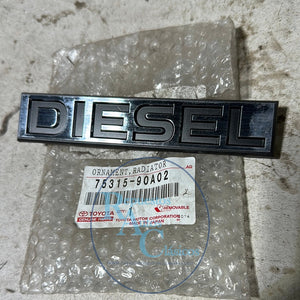 DIESEL
ORNAMENT, RADIATOR
75315-90A02
TOYOTA
REMOVABLE
TOYOTA MOTOR CORPORATION
MADE IN JAPAN